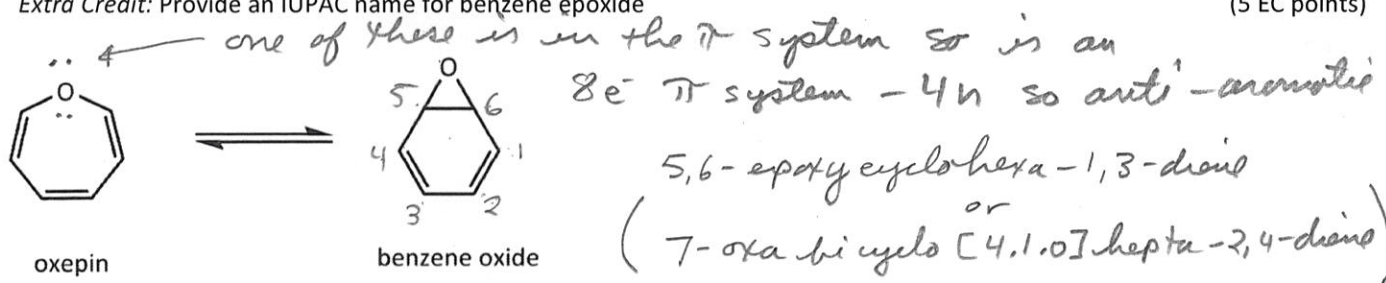 Extra Credit: Provide an IUPAC name for benzene epoxide (5 EC points)
one of these is in the π system so is an
8e⁻ π system – 4n so anti-aromatic
O
O
5 6
4 1
3 2
5,6-epoxycyclohexa-1,3-diene
or
(7-oxa bicyclo [4.1.0] hepta-2,4-diene)
oxepin
benzene oxide